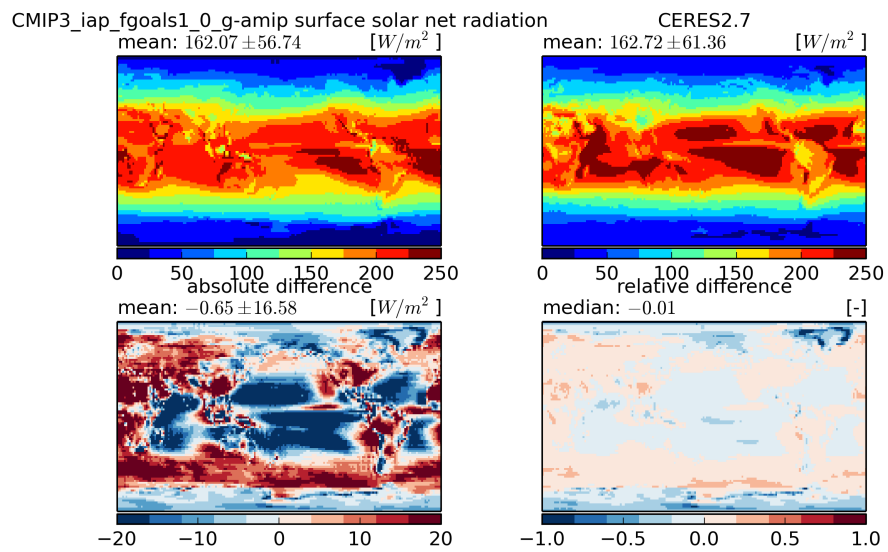 CMIP3_iap_fgoals1_0_g-amip surface solar net radiation
mean: 162.07 ±56.74 [W/m² ]
0 50 100 150 200 250
CERES2.7
mean: 162.72 ±61.36 [W/m² ]
0 50 100 150 200 250
absolute difference
mean: −0.65 ±16.58 [W/m² ]
−20 −10 0 10 20
relative difference
median: −0.01 [-]
−1.0 −0.5 0.0 0.5 1.0